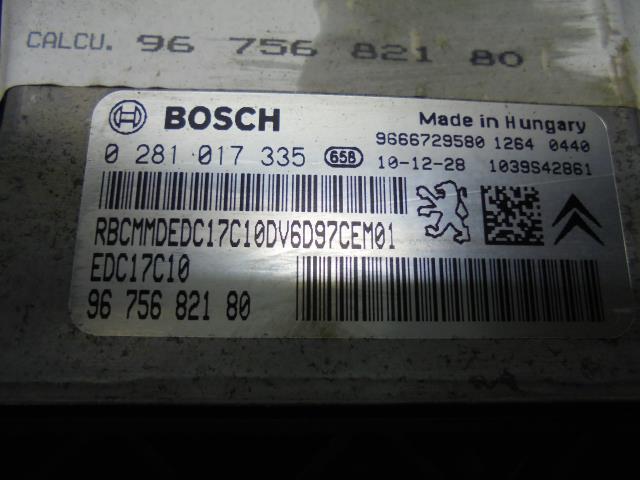 CALCU. 96 756 821 80
BOSCH
Made in Hungary
9666729580 1264 0440
0 281 017 335 65B 10-12-28 1039S42861
RBCMMDEDC17C10DV6D97CEM01
EDC17C10
96 756 821 80